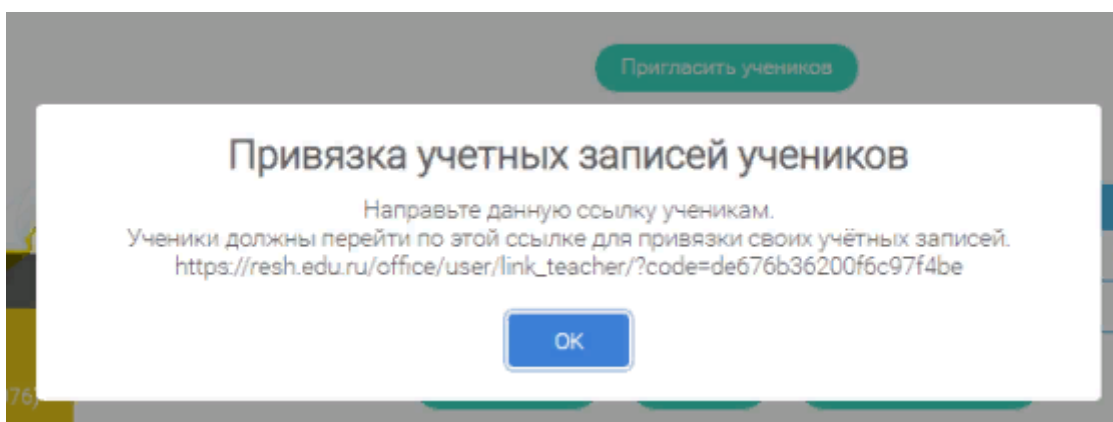 Пригласить учеников
Привязка учетных записей учеников
Направьте данную ссылку ученикам.
Ученики должны перейти по этой ссылке для привязки своих учётных записей.
https://resh.edu.ru/office/user/link_teacher/?code=de676b36200f6c97f4be
OK
76)